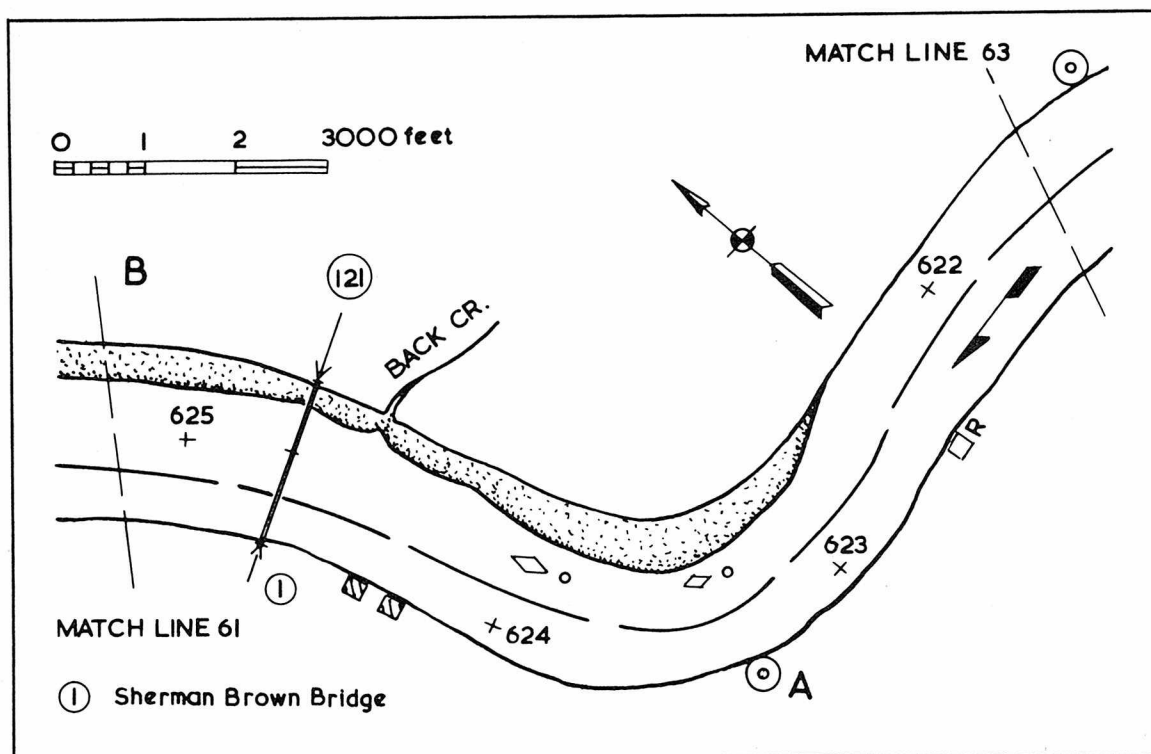 MATCH LINE 63
0 1 2 3000 feet
B
121
BACK CR.
622
625
R
623
624
1
MATCH LINE 61
A
1 Sherman Brown Bridge